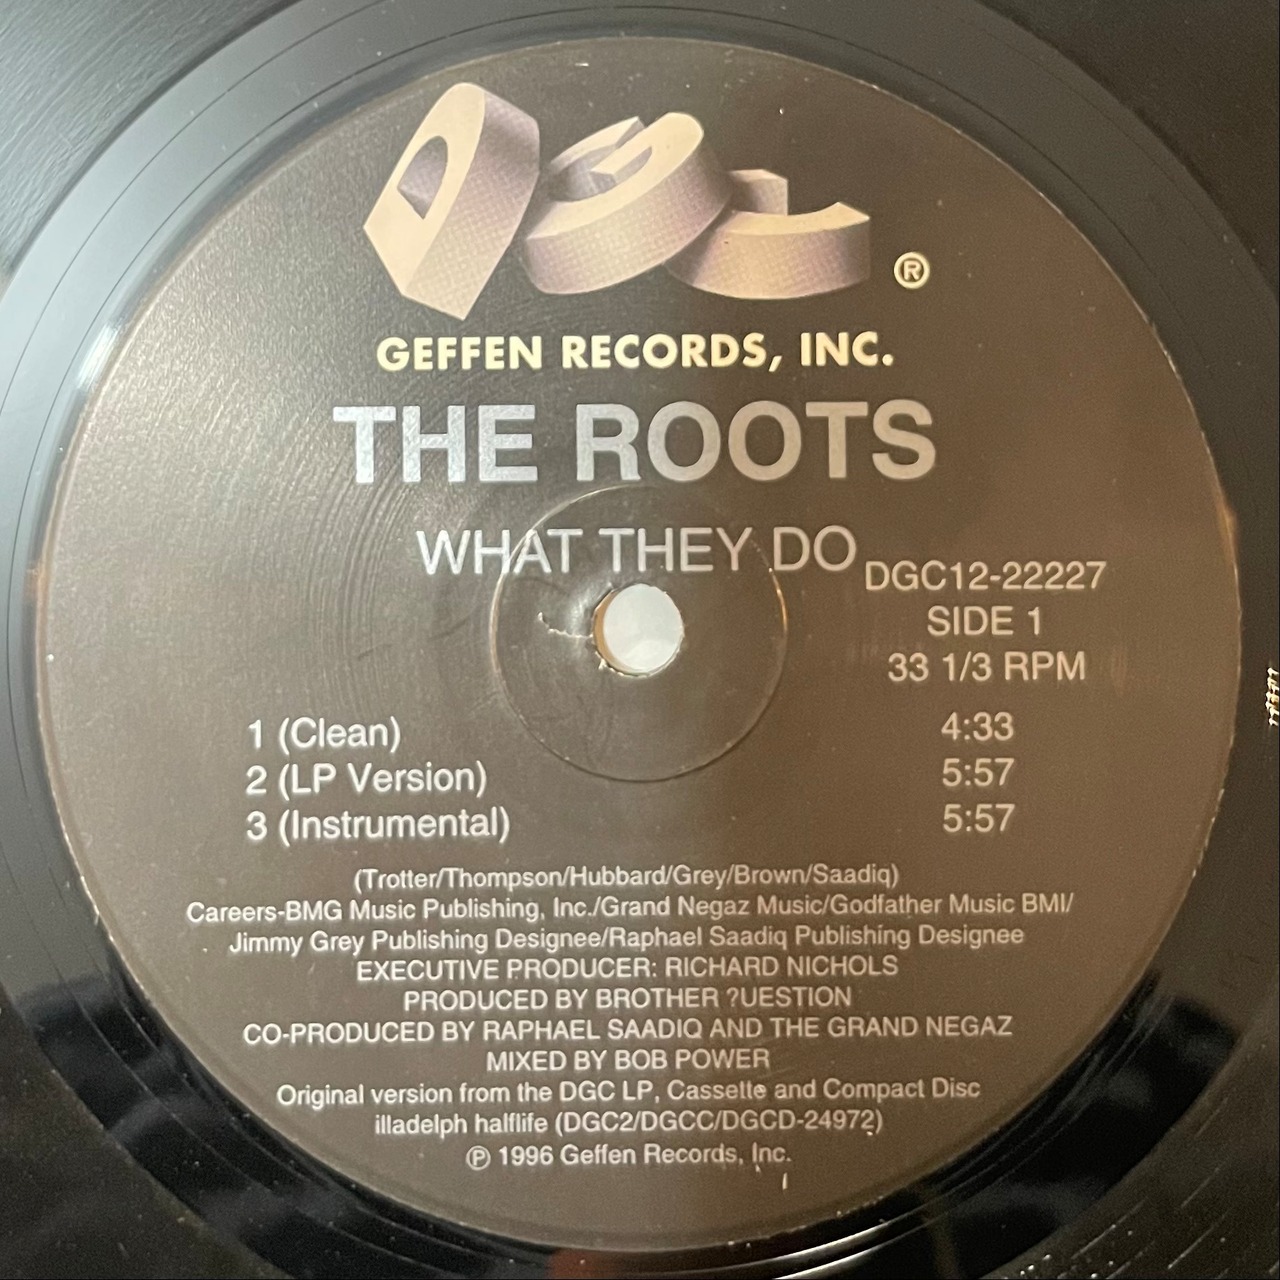 DGC
®
GEFFEN RECORDS, INC.
THE ROOTS
WHAT THEY DO
DGC12-22227
SIDE 1
33 1/3 RPM
1 (Clean) 4:33
2 (LP Version) 5:57
3 (Instrumental) 5:57
(Trotter/Thompson/Hubbard/Grey/Brown/Saadiq)
Careers-BMG Music Publishing, Inc./Grand Negaz Music/Godfather Music BMI/
Jimmy Grey Publishing Designee/Raphael Saadiq Publishing Designee
EXECUTIVE PRODUCER: RICHARD NICHOLS
PRODUCED BY BROTHER ?UESTION
CO-PRODUCED BY RAPHAEL SAADIQ AND THE GRAND NEGAZ
MIXED BY BOB POWER
Original version from the DGC LP, Cassette and Compact Disc
illadelph halflife (DGC2/DGCC/DGCD-24972)
℗ 1996 Geffen Records, Inc.